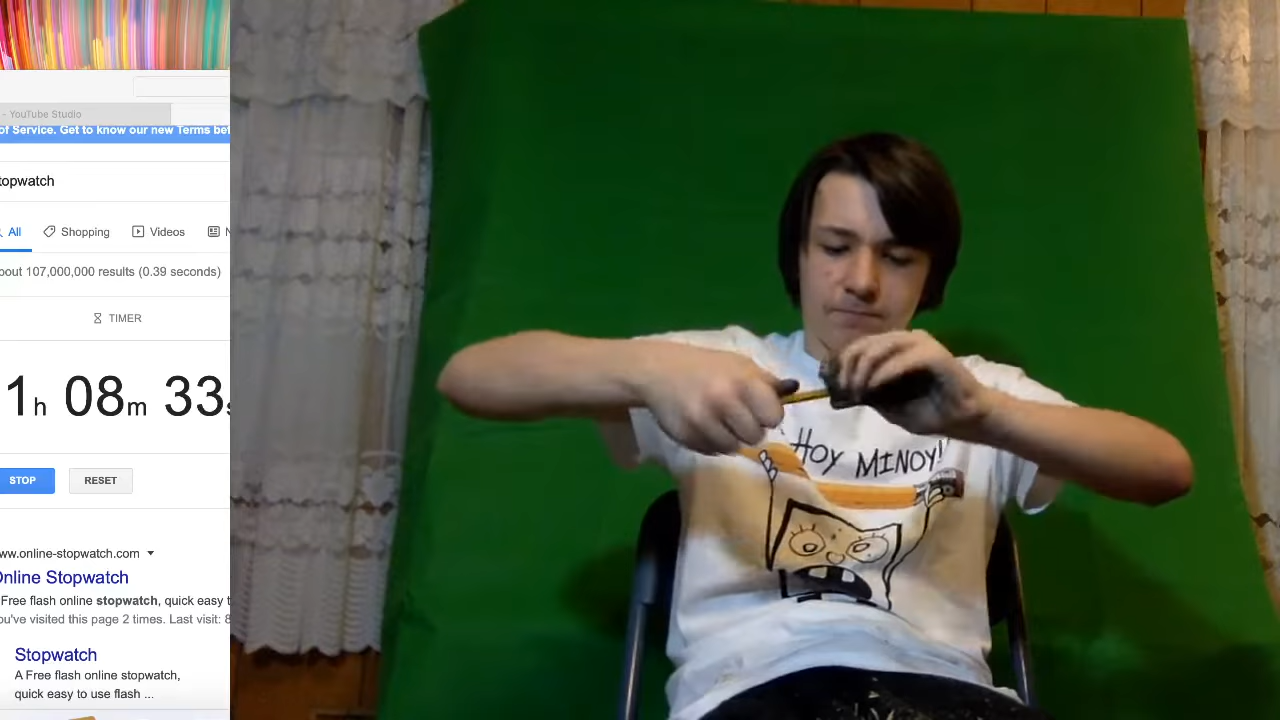 - YouTube Studio
of Service. Get to know our new Terms bef
topwatch
All Shopping Videos N
bout 107,000,000 results (0.39 seconds)
TIMER
1h 08m 33s
STOP RESET
ww.online-stopwatch.com
Online Stopwatch
Free flash online stopwatch, quick easy t
ou've visited this page 2 times. Last visit: 8
Stopwatch
A Free flash online stopwatch,
quick easy to use flash ...
HOY MINOY!!